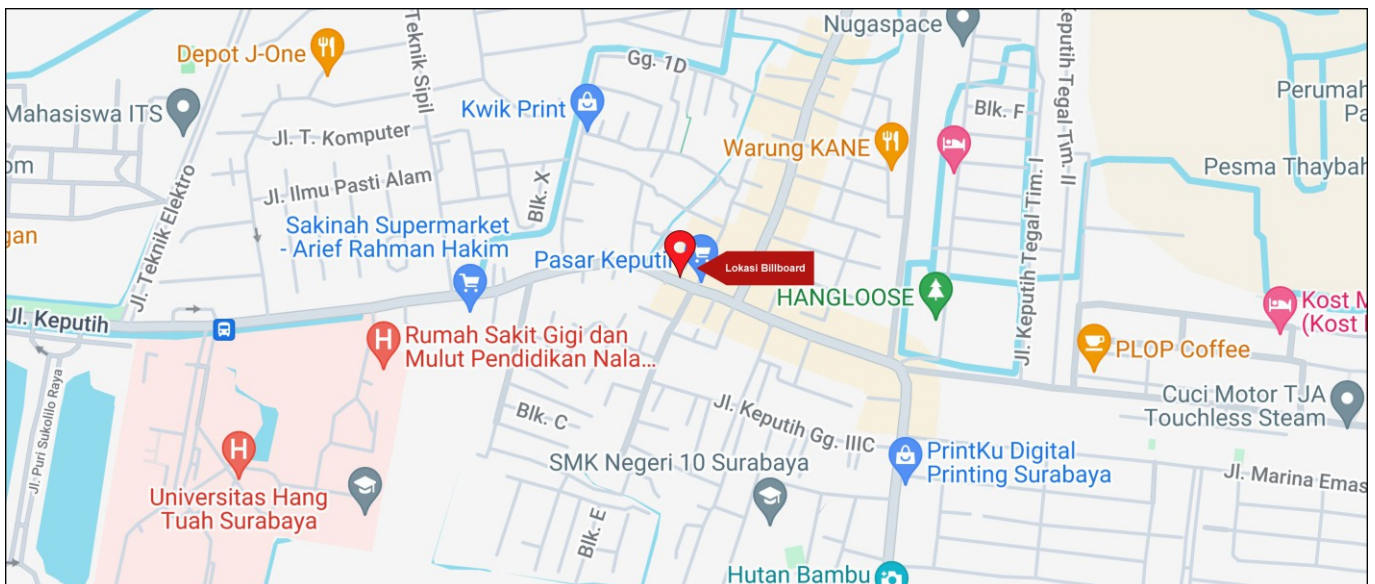 Nugaspace
Depot J-One
Teknik Sipil
Gg. 1D
Keputih Tegal Tim. II
Mahasiswa ITS
Kwik Print
Blk. F
Perumah
Pa
Jl. T. Komputer
Warung KANE
om
Pesma Thaybah
Jl. Ilmu Pasti Alam
Blk. X
Jl. Teknik Elektro
gan
Sakinah Supermarket
- Arief Rahman Hakim
Pasar Keputih
Lokasi Billboard
Jl. Keputih Tegal Tim. I
HANGLOOSE
Kost M
(Kost
Jl. Keputih
Rumah Sakit Gigi dan
Mulut Pendidikan Nala...
PLOP Coffee
Jl. Puri Sukolilo Raya
Blk. C
Jl. Keputih Gg. IIIC
Cuci Motor TJA
Touchless Steam
PrintKu Digital
Printing Surabaya
SMK Negeri 10 Surabaya
Jl. Marina Emas
Universitas Hang
Tuah Surabaya
Blk. E
Hutan Bambu